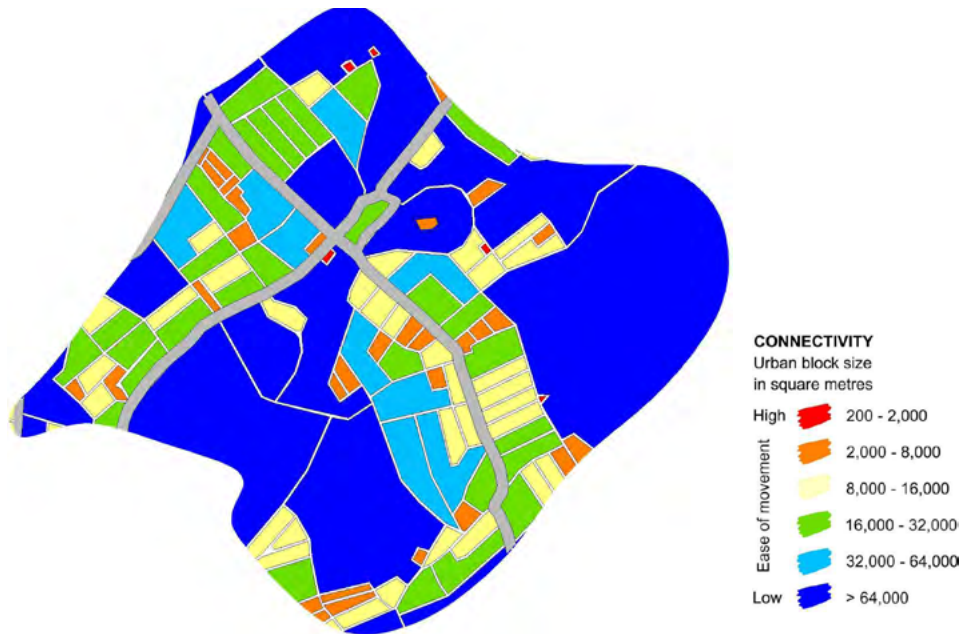 CONNECTIVITY
Urban block size
in square metres
High 200 - 2,000
2,000 - 8,000
8,000 - 16,000
16,000 - 32,000
32,000 - 64,000
Low > 64,000
Ease of movement